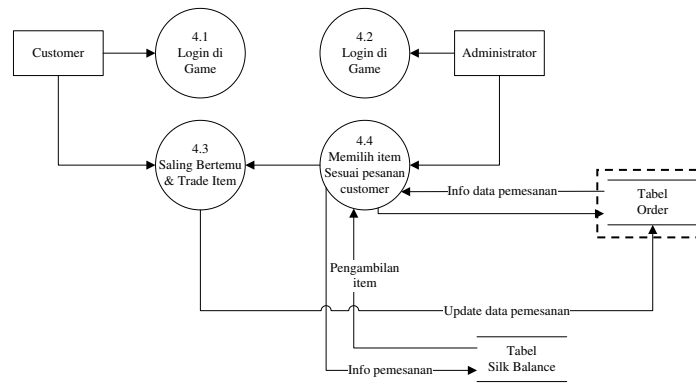 Customer
4.1
Login di
Game
4.2
Login di
Game
Administrator
4.3
Saling Bertemu
& Trade Item
4.4
Memilih item
Sesuai pesanan
customer
Info data pemesanan
Tabel
Order
Pengambilan
item
Update data pemesanan
Tabel
Silk Balance
Info pemesanan